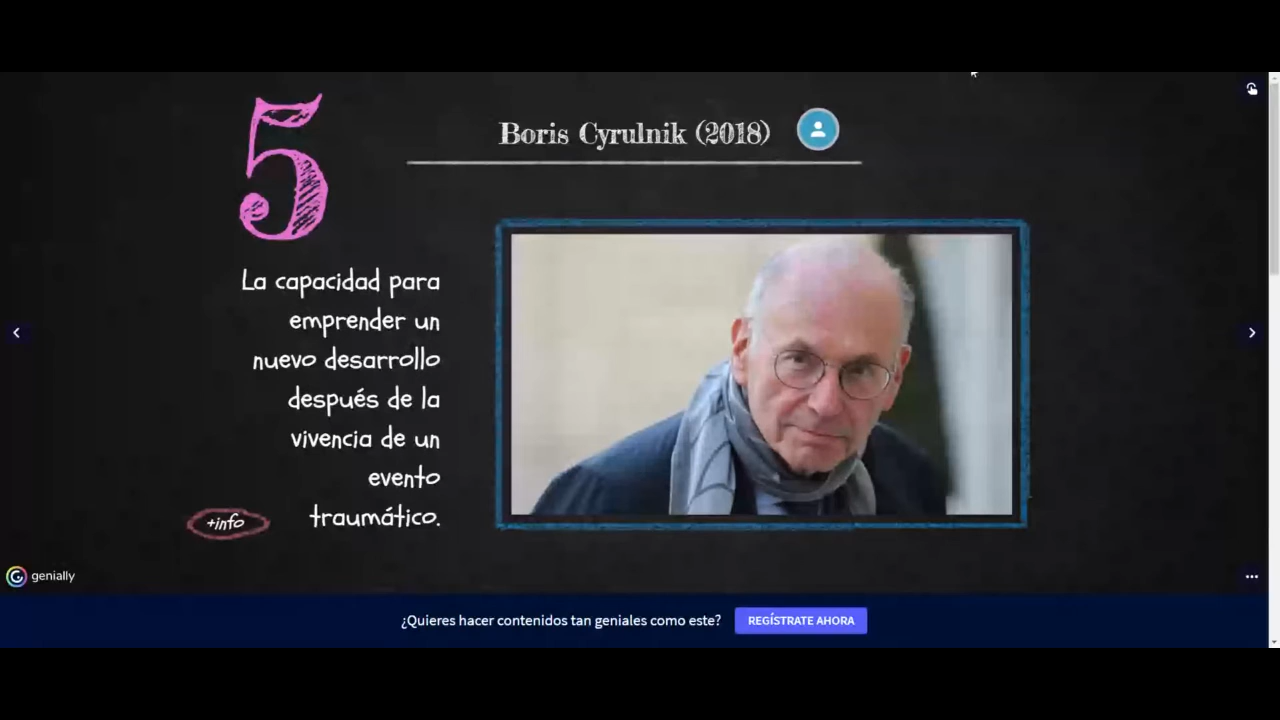 5
Boris Cyrulnik (2018)
La capacidad para
emprender un
nuevo desarrollo
después de la
vivencia de un
evento
traumático.
+info
genially
¿Quieres hacer contenidos tan geniales como este?
REGÍSTRATE AHORA